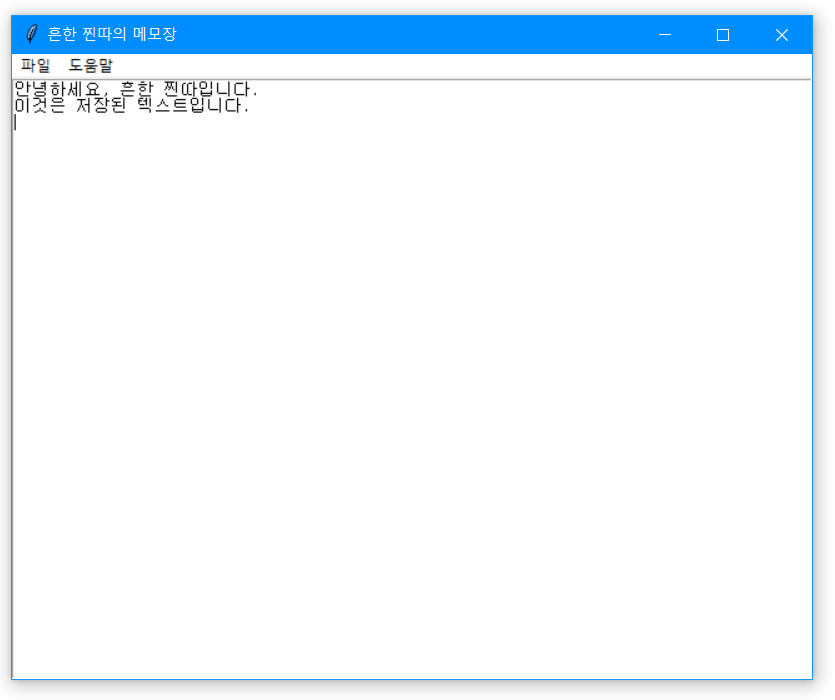 흔한 찐따의 메모장
파일 도움말
안녕하세요, 흔한 찐따입니다.
이것은 저장된 텍스트입니다.